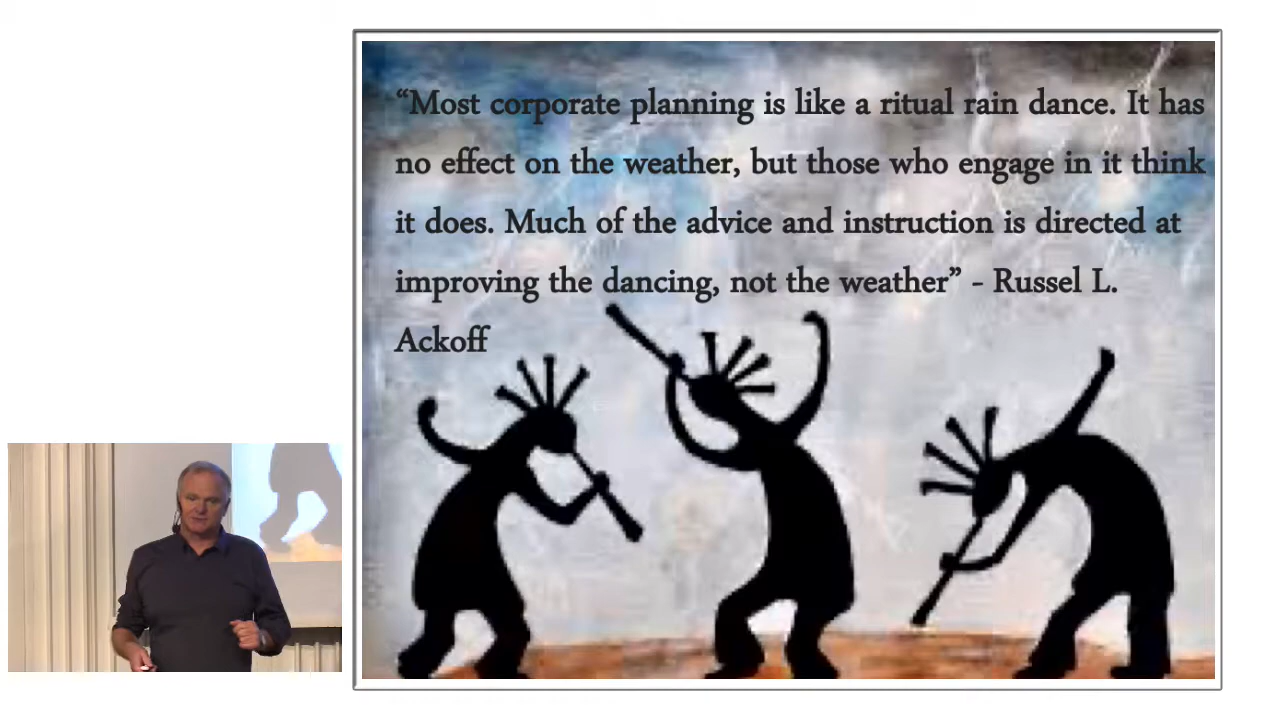 “Most corporate planning is like a ritual rain dance. It has
no effect on the weather, but those who engage in it think
it does. Much of the advice and instruction is directed at
improving the dancing, not the weather” - Russel L.
Ackoff